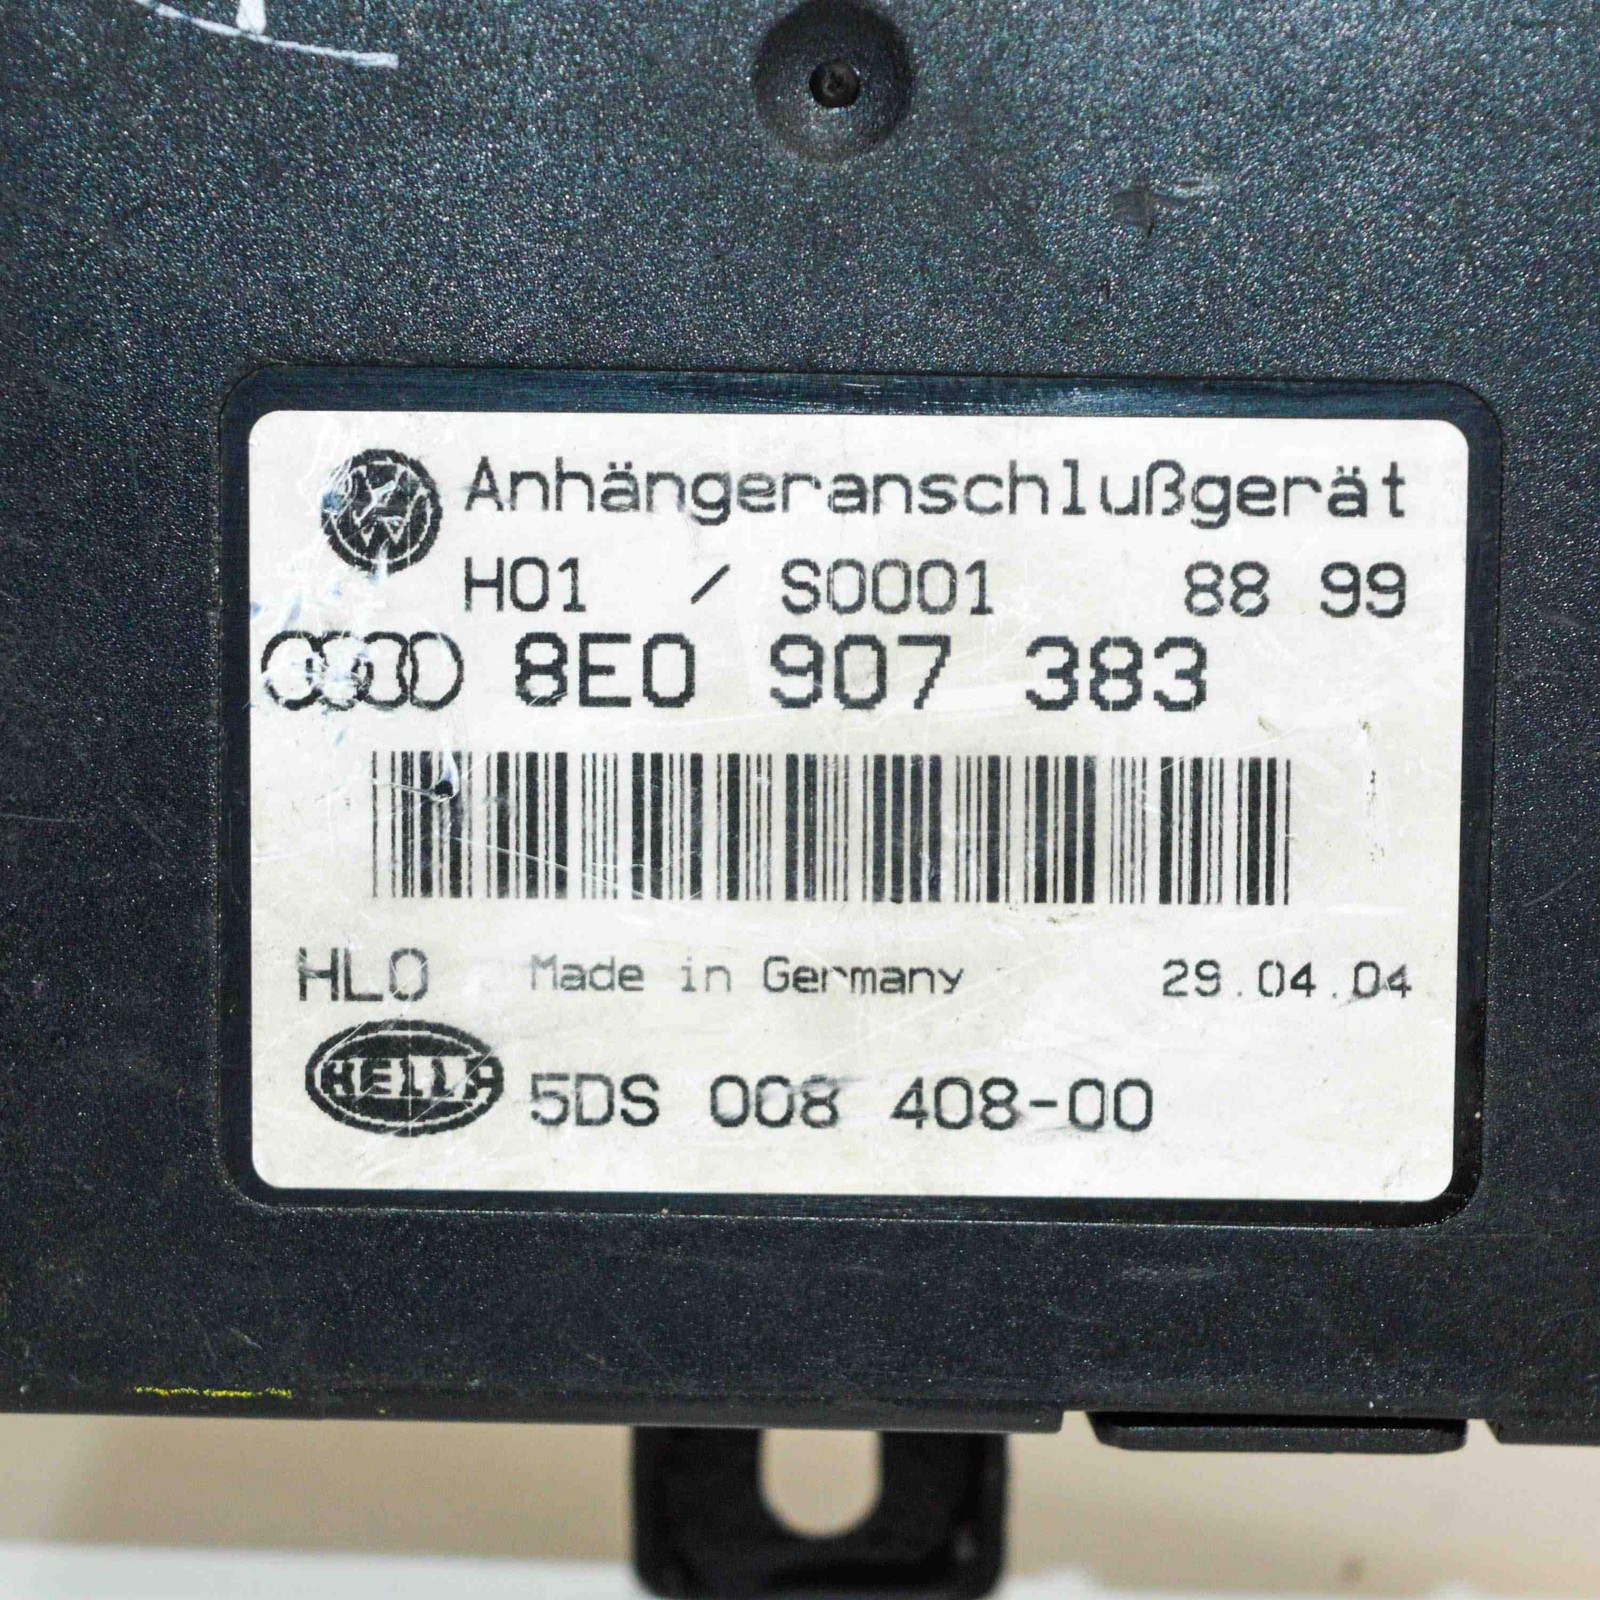 Anhängeranschlußgerät
H01 / S0001 88 99
8E0 907 383
HLO Made in Germany 29.04.04
HELLA 5DS 008 408-00